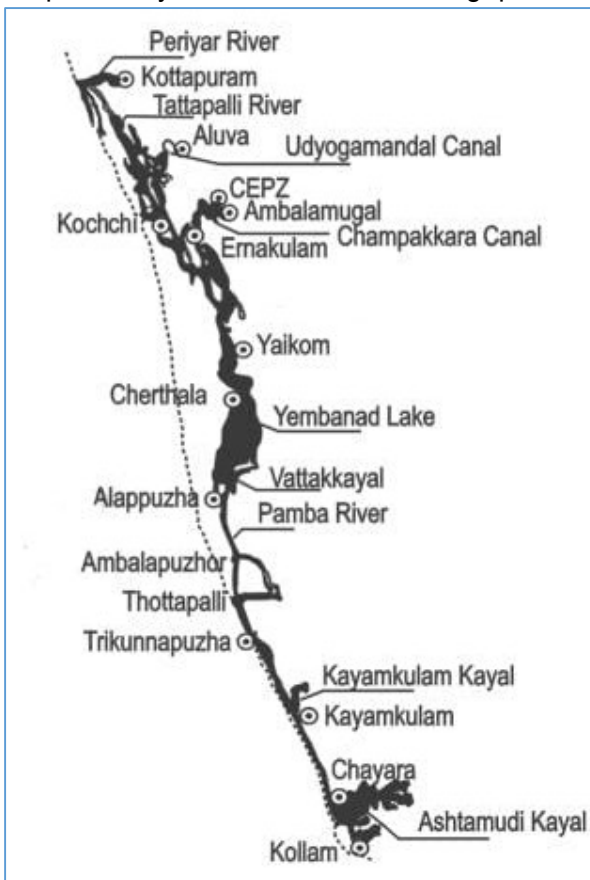 Periyar River
Kottapuram
Tattapalli River
Aluva
Udyogamandal Canal
CEPZ
Ambalamugal
Kochchi
Ernakulam
Champakkara Canal
Yaikom
Cherthala
Yembanad Lake
Vattakkayal
Alappuzha
Pamba River
Ambalapuzhor
Thottapalli
Trikunnapuzha
Kayamkulam Kayal
Kayamkulam
Chayara
Ashtamudi Kayal
Kollam